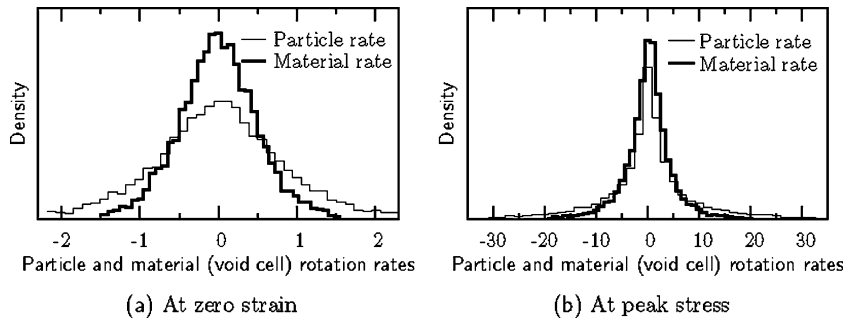 Density
Particle rate
Material rate
-2 -1 0 1 2
Particle and material (void cell) rotation rates
(a) At zero strain
Density
Particle rate
Material rate
-30 -20 -10 0 10 20 30
Particle and material (void cell) rotation rates
(b) At peak stress